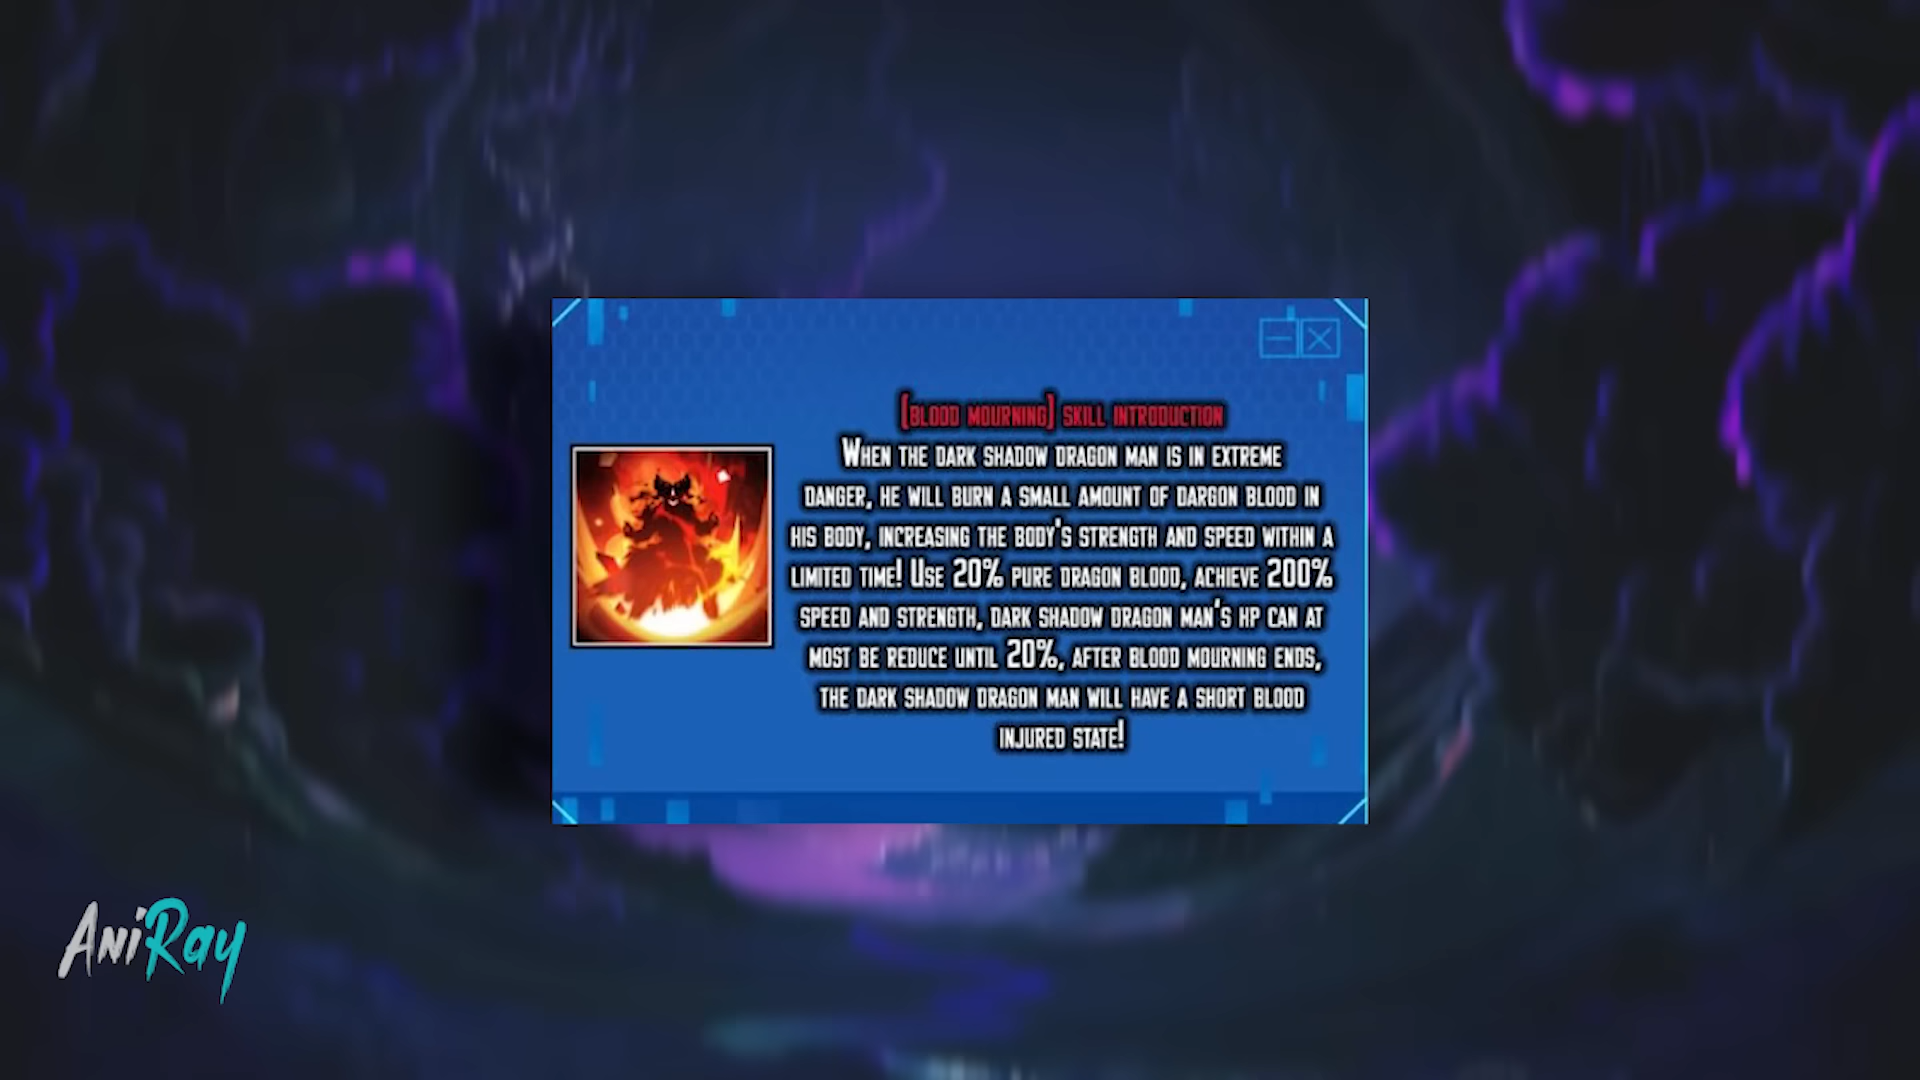 [Blood Mourning] skill introduction
When the dark shadow dragon man is in extreme
danger, he will burn a small amount of dargon blood in
his body, increasing the body's strength and speed within a
limited time! Use 20% pure dragon blood, achieve 200%
speed and strength, dark shadow dragon man's hp can at
most be reduce until 20%, after blood mourning ends,
the dark shadow dragon man will have a short blood
injured state!
AniRay